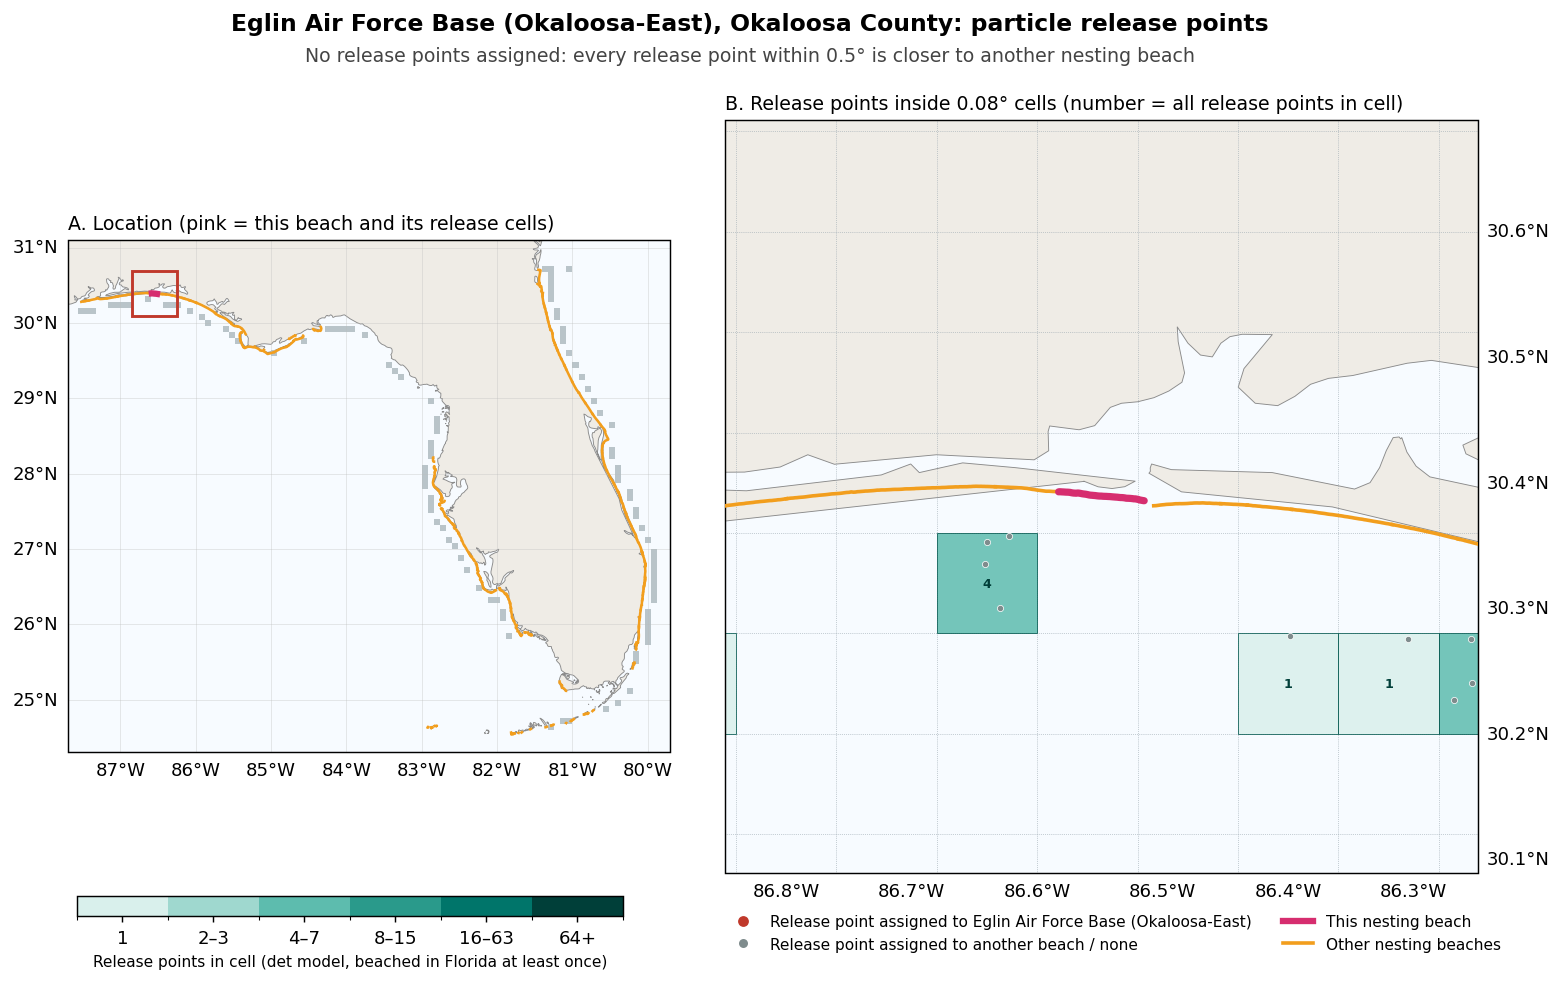 Eglin Air Force Base (Okaloosa-East), Okaloosa County: particle release points
No release points assigned: every release point within 0.5° is closer to another nesting beach
A. Location (pink = this beach and its release cells)
31°N
30°N
29°N
28°N
27°N
26°N
25°N
87°W 86°W 85°W 84°W 83°W 82°W 81°W 80°W
1 2–3 4–7 8–15 16–63 64+
Release points in cell (det model, beached in Florida at least once)
B. Release points inside 0.08° cells (number = all release points in cell)
4
1 1
30.6°N
30.5°N
30.4°N
30.3°N
30.2°N
30.1°N
86.8°W 86.7°W 86.6°W 86.5°W 86.4°W 86.3°W
Release point assigned to Eglin Air Force Base (Okaloosa-East)
Release point assigned to another beach / none
This nesting beach
Other nesting beaches